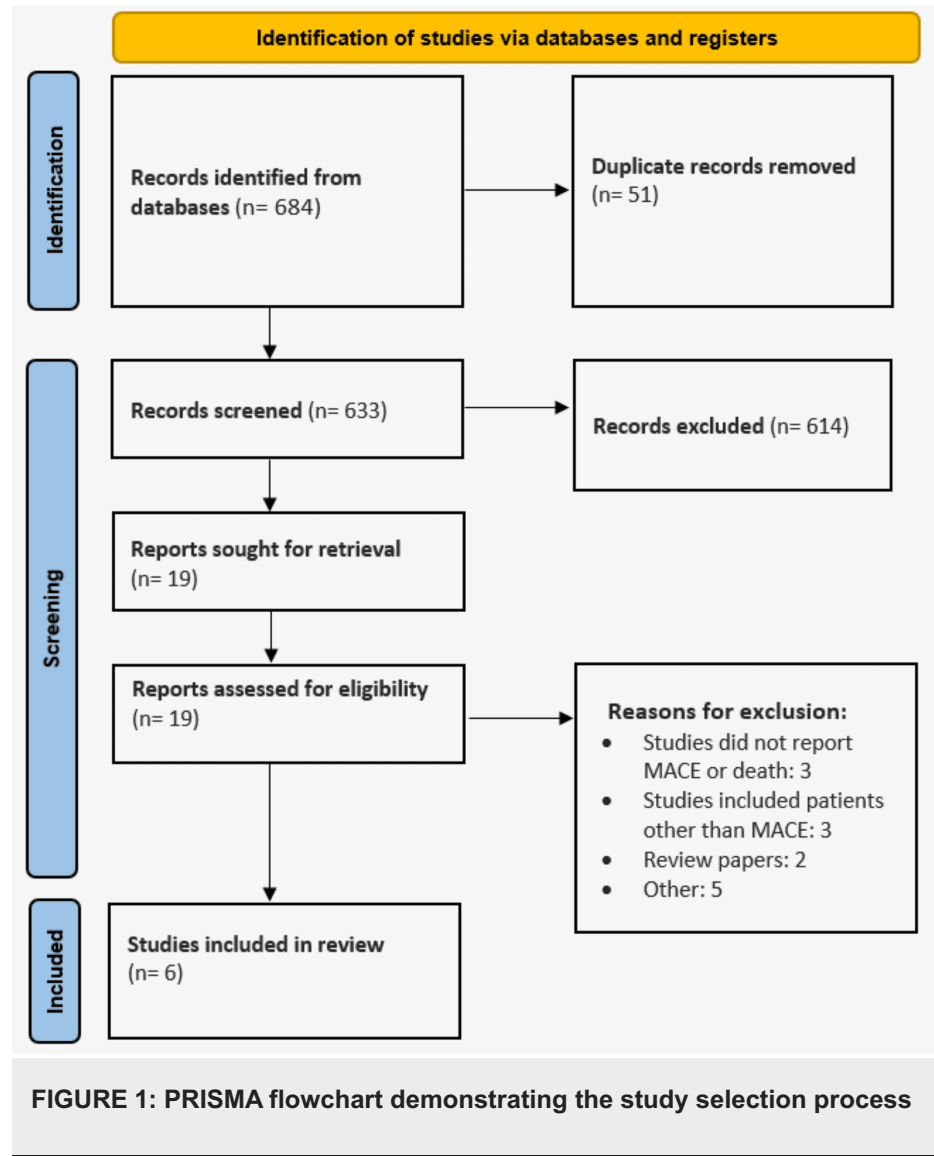 Identification of studies via databases and registers
Identification
Records identified from
databases (n= 684)
Duplicate records removed
(n= 51)
Screening
Records screened (n= 633)
Records excluded (n= 614)
Reports sought for retrieval
(n= 19)
Reports assessed for eligibility
(n= 19)
Reasons for exclusion:
• Studies did not report
MACE or death: 3
• Studies included patients
other than MACE: 3
• Review papers: 2
• Other: 5
Included
Studies included in review
(n= 6)
FIGURE 1: PRISMA flowchart demonstrating the study selection process